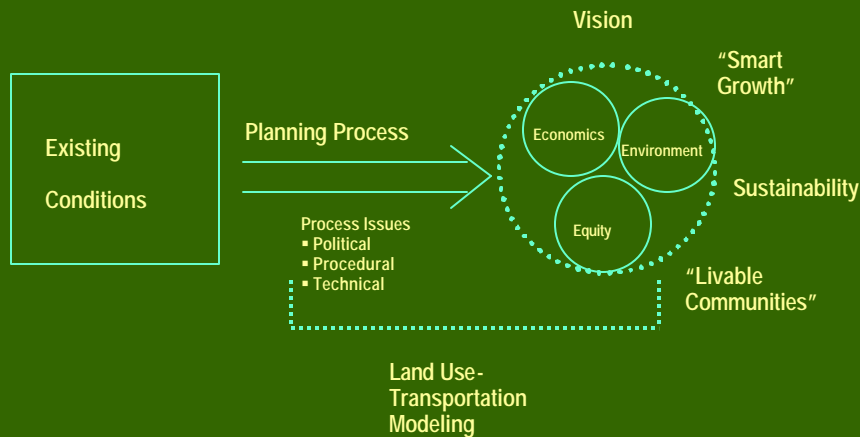 Vision
“Smart
Growth”
Existing
Conditions
Planning Process
Economics
Environment
Equity
Sustainability
Process Issues
▪ Political
▪ Procedural
▪ Technical
“Livable
Communities”
Land Use-
Transportation
Modeling